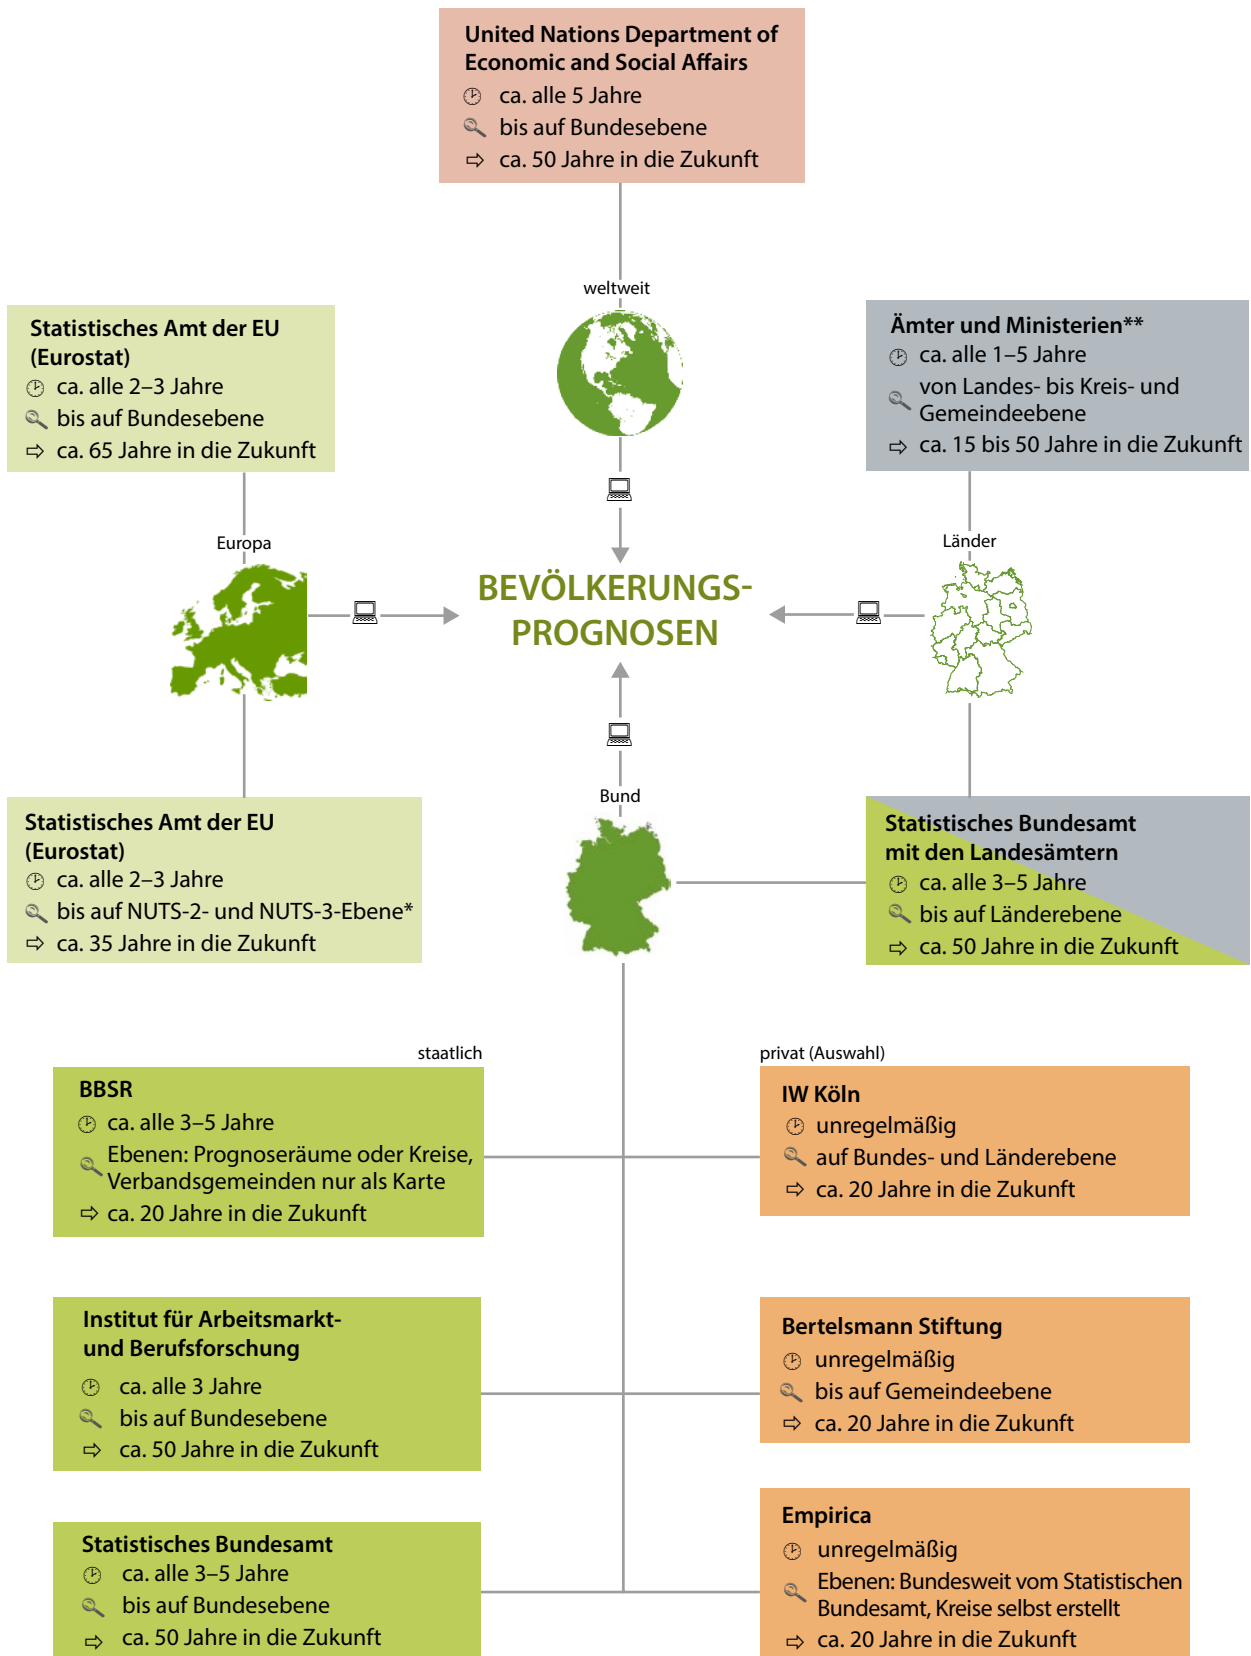 United Nations Department of
Economic and Social Affairs
ca. alle 5 Jahre
bis auf Bundesebene
ca. 50 Jahre in die Zukunft
weltweit
Statistisches Amt der EU
(Eurostat)
ca. alle 2–3 Jahre
bis auf Bundesebene
ca. 65 Jahre in die Zukunft
Ämter und Ministerien**
ca. alle 1–5 Jahre
von Landes- bis Kreis- und
Gemeindeebene
ca. 15 bis 50 Jahre in die Zukunft
Europa
Länder
BEVÖLKERUNGS-
PROGNOSEN
Bund
Statistisches Amt der EU
(Eurostat)
ca. alle 2–3 Jahre
bis auf NUTS-2- und NUTS-3-Ebene*
ca. 35 Jahre in die Zukunft
Statistisches Bundesamt
mit den Landesämtern
ca. alle 3–5 Jahre
bis auf Länderebene
ca. 50 Jahre in die Zukunft
staatlich
BBSR
ca. alle 3–5 Jahre
Ebenen: Prognoseräume oder Kreise,
Verbandsgemeinden nur als Karte
ca. 20 Jahre in die Zukunft
Institut für Arbeitsmarkt-
und Berufsforschung
ca. alle 3 Jahre
bis auf Bundesebene
ca. 50 Jahre in die Zukunft
Statistisches Bundesamt
ca. alle 3–5 Jahre
bis auf Bundesebene
ca. 50 Jahre in die Zukunft
privat (Auswahl)
IW Köln
unregelmäßig
auf Bundes- und Länderebene
ca. 20 Jahre in die Zukunft
Bertelsmann Stiftung
unregelmäßig
bis auf Gemeindeebene
ca. 20 Jahre in die Zukunft
Empirica
unregelmäßig
Ebenen: Bundesweit vom Statistischen
Bundesamt, Kreise selbst erstellt
ca. 20 Jahre in die Zukunft